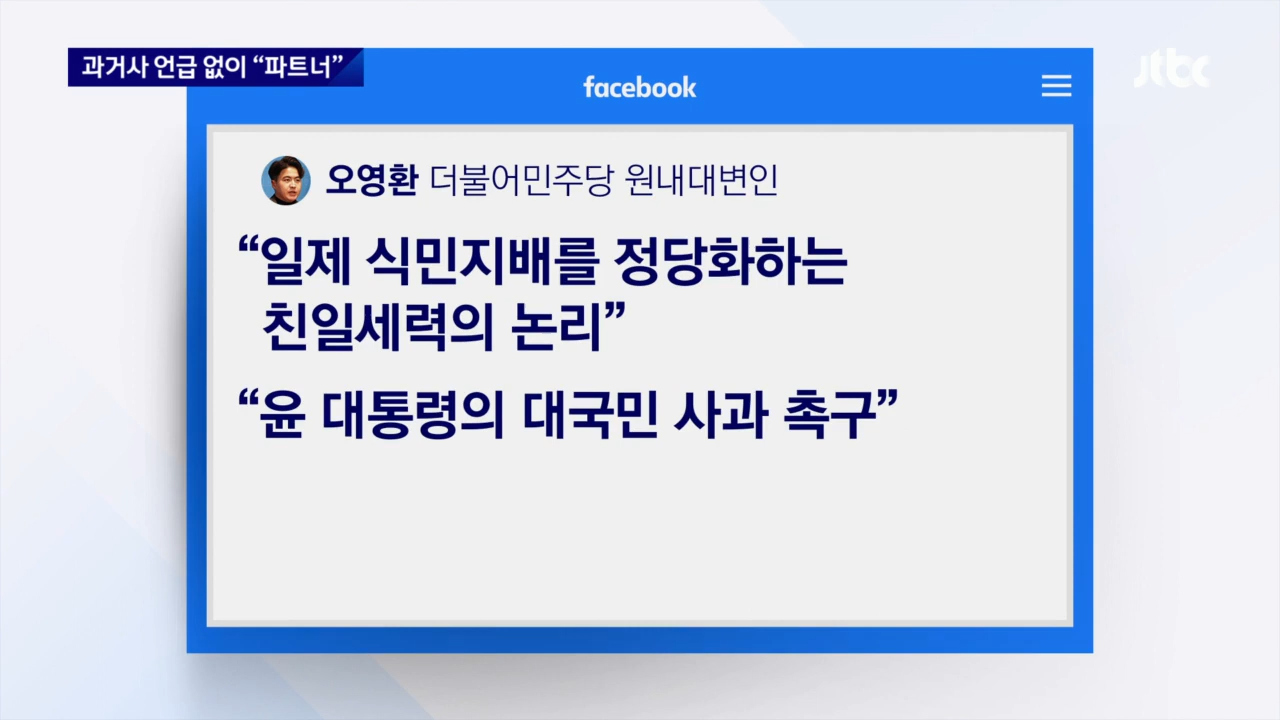 과거사 언급 없이 “파트너”
facebook
jtbc
오영환 더불어민주당 원내대변인
“일제 식민지배를 정당화하는
친일세력의 논리”
“윤 대통령의 대국민 사과 촉구”